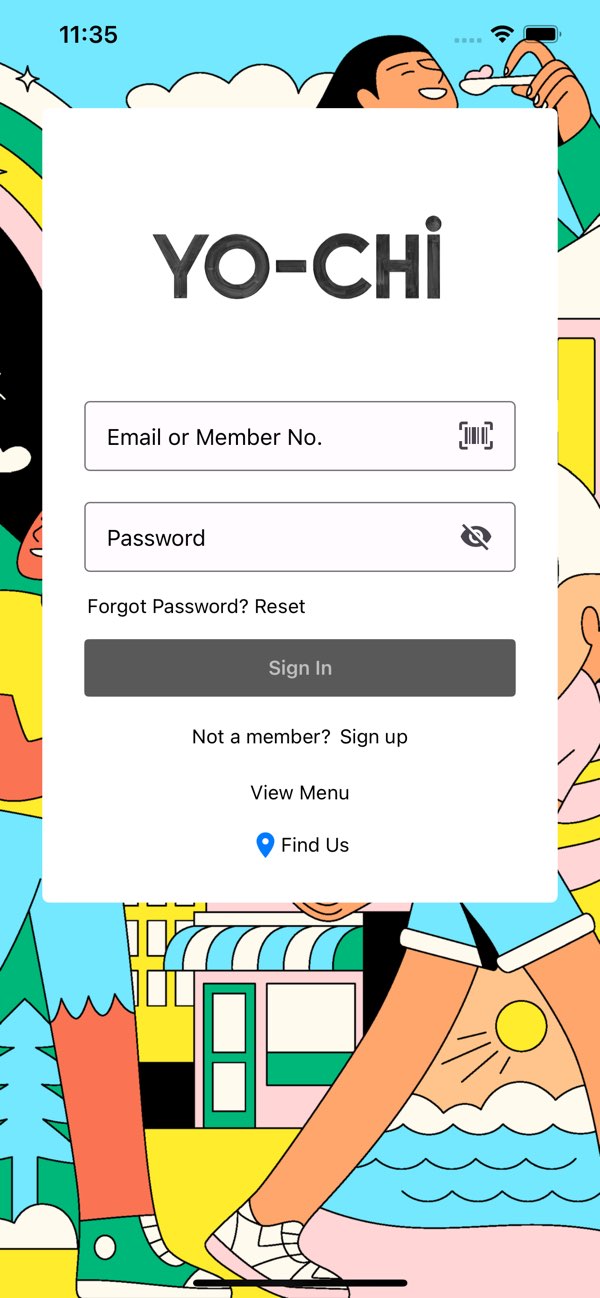 11:35
YO-CHi
Email or Member No.
Password
Forgot Password? Reset
Sign In
Not a member? Sign up
View Menu
Find Us